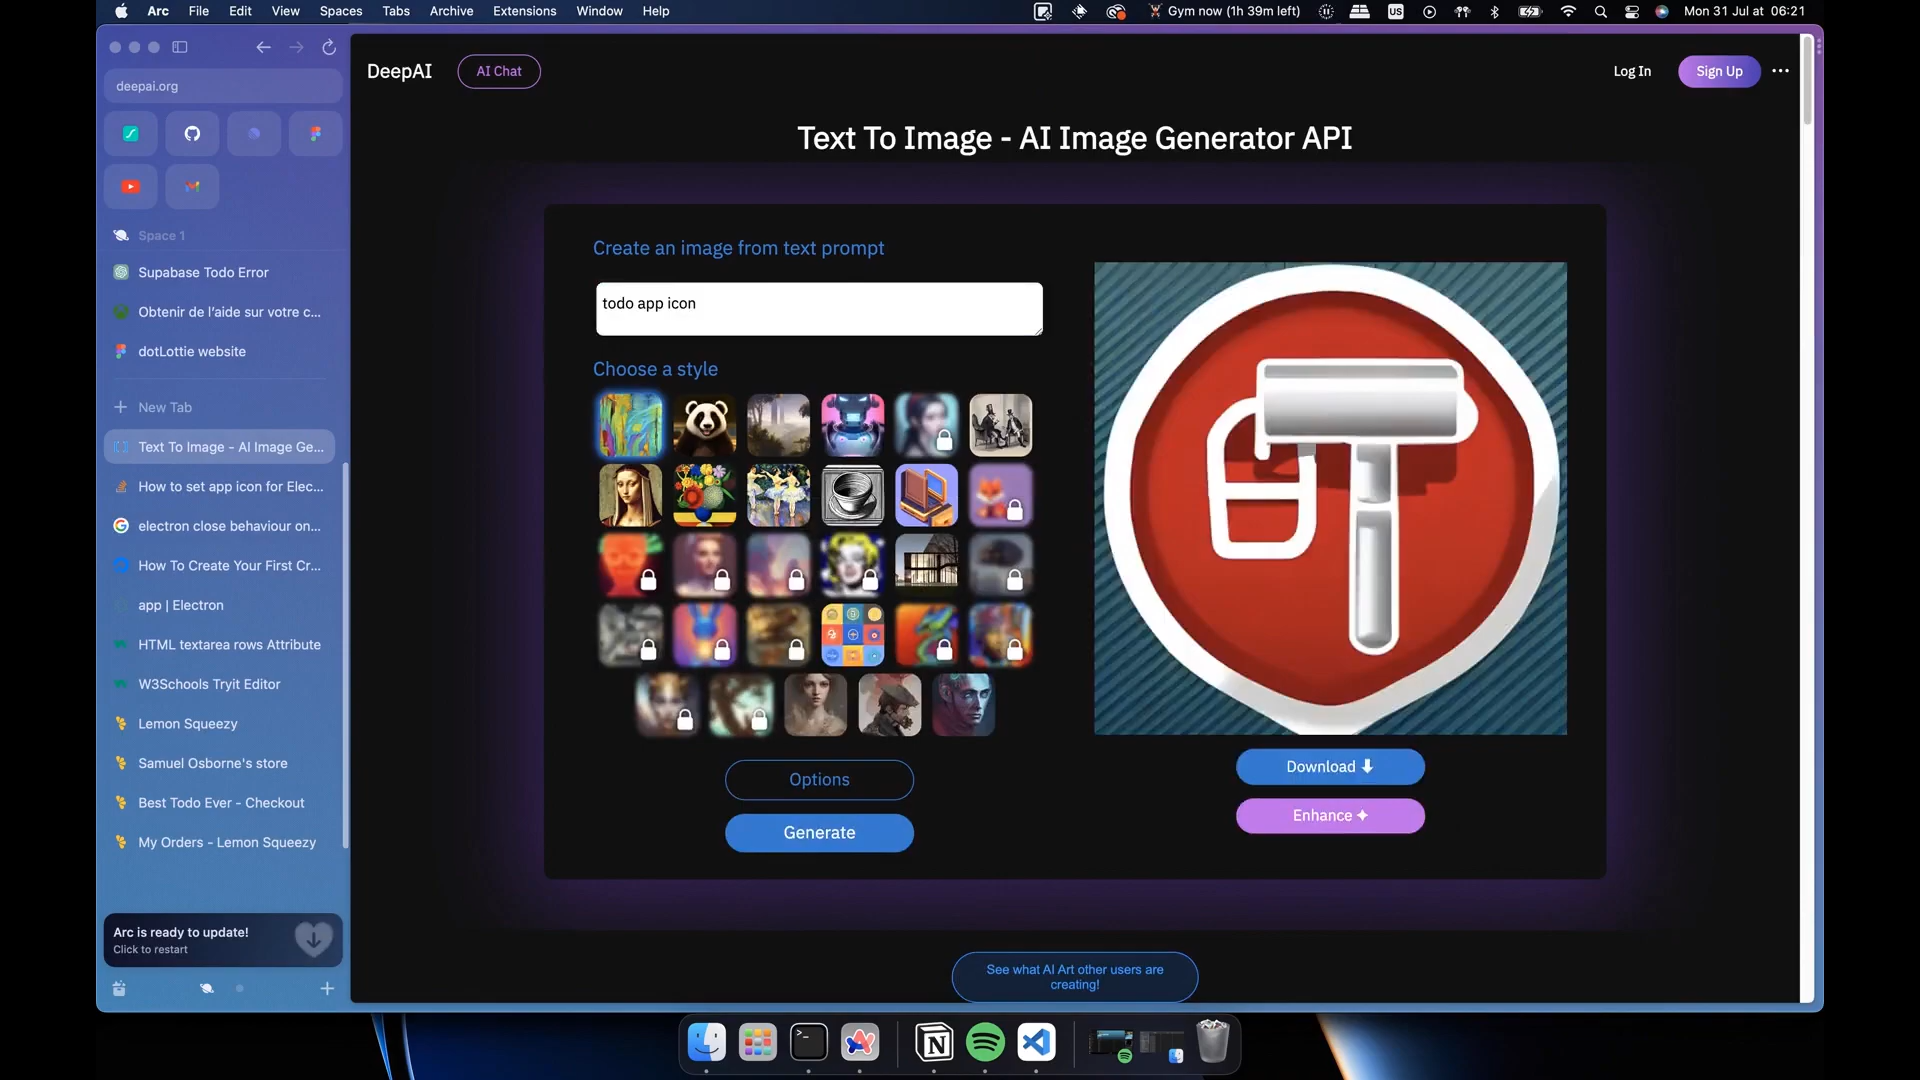 Arc File Edit View Spaces Tabs Archive Extensions Window Help
US Gym now (1h 39m left) Mon 31 Jul at 06:21
deepai.org
Space 1
Supabase Todo Error
Obtenir de l'aide sur votre c...
dotLottie website
New Tab
Text To Image - AI Image Ge...
How to set app icon for Elec...
electron close behaviour on...
How To Create Your First Cr...
app | Electron
HTML textarea rows Attribute
W3Schools Tryit Editor
Lemon Squeezy
Samuel Osborne's store
Best Todo Ever - Checkout
My Orders - Lemon Squeezy
Arc is ready to update!
Click to restart
DeepAI AI Chat Log In Sign Up
Text To Image - AI Image Generator API
Create an image from text prompt
todo app icon
Choose a style
Options
Generate
Download
Enhance
See what AI Art other users are
creating!